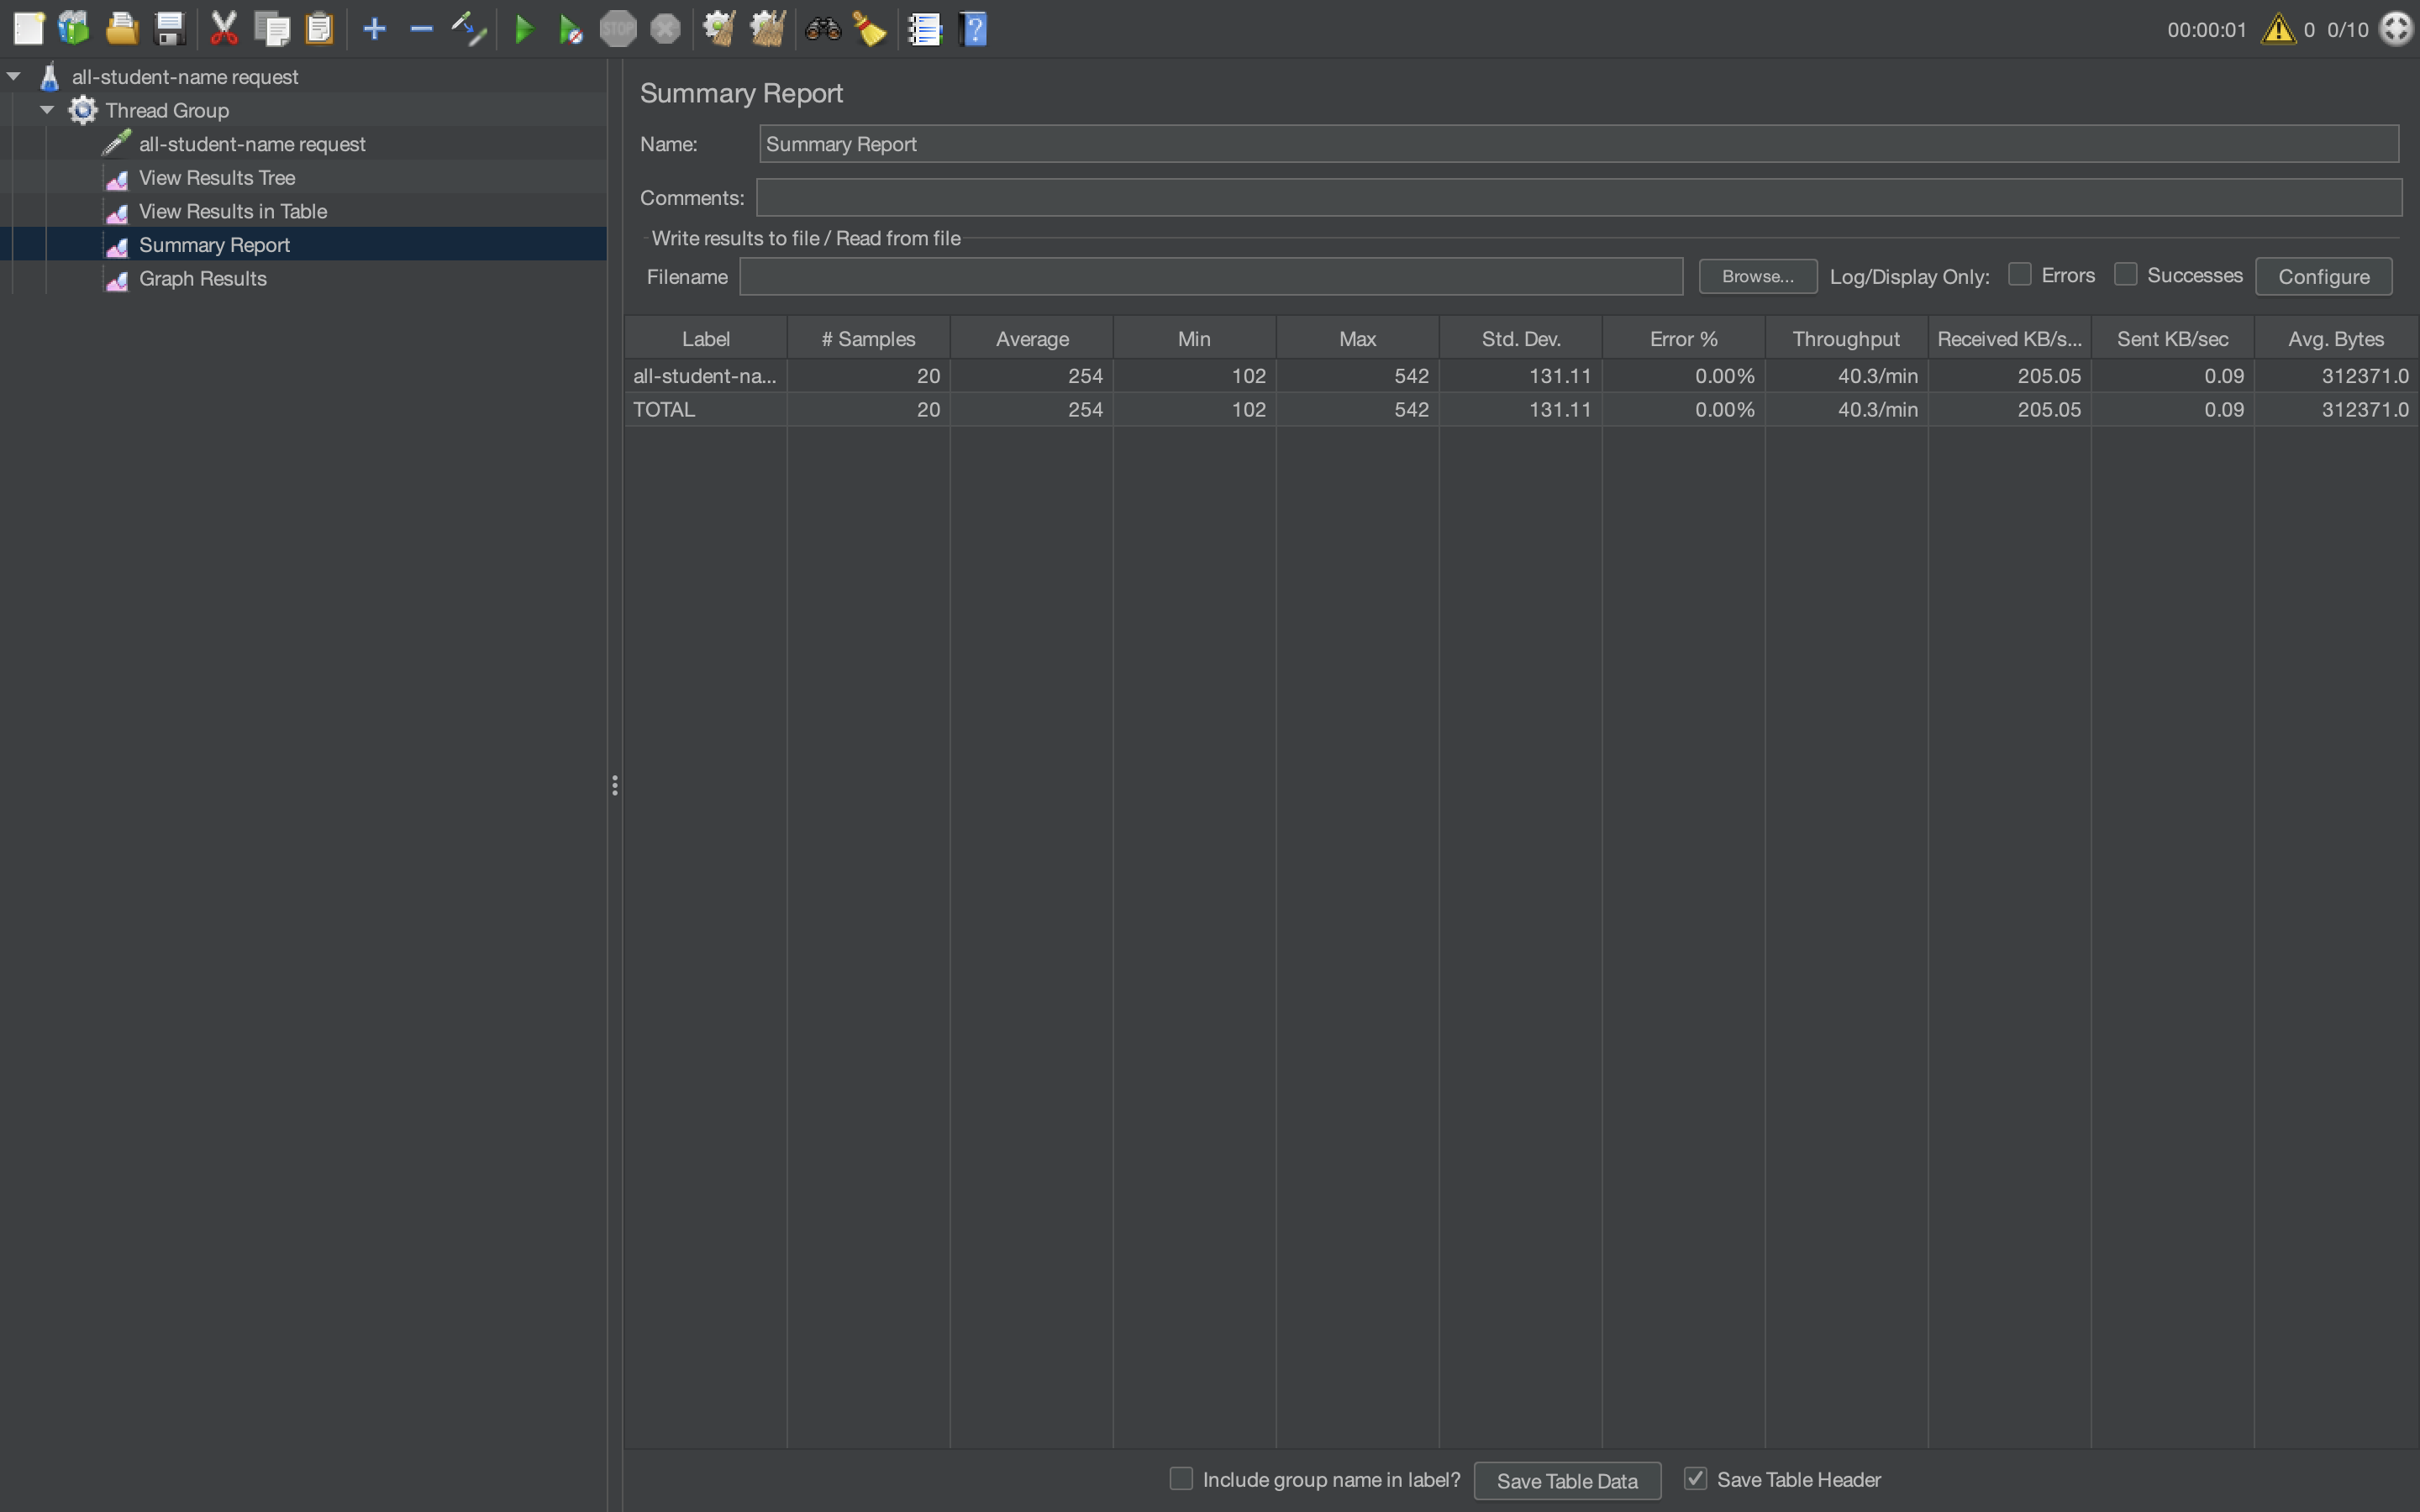 00:00:01 0 0/10
all-student-name request
Thread Group
all-student-name request
View Results Tree
View Results in Table
Summary Report
Graph Results
Summary Report
Name: Summary Report
Comments:
Write results to file / Read from file
Filename Browse... Log/Display Only: Errors Successes Configure
Label # Samples Average Min Max Std. Dev. Error % Throughput Received KB/s... Sent KB/sec Avg. Bytes
all-student-na... 20 254 102 542 131.11 0.00% 40.3/min 205.05 0.09 312371.0
TOTAL 20 254 102 542 131.11 0.00% 40.3/min 205.05 0.09 312371.0
Include group name in label? Save Table Data Save Table Header